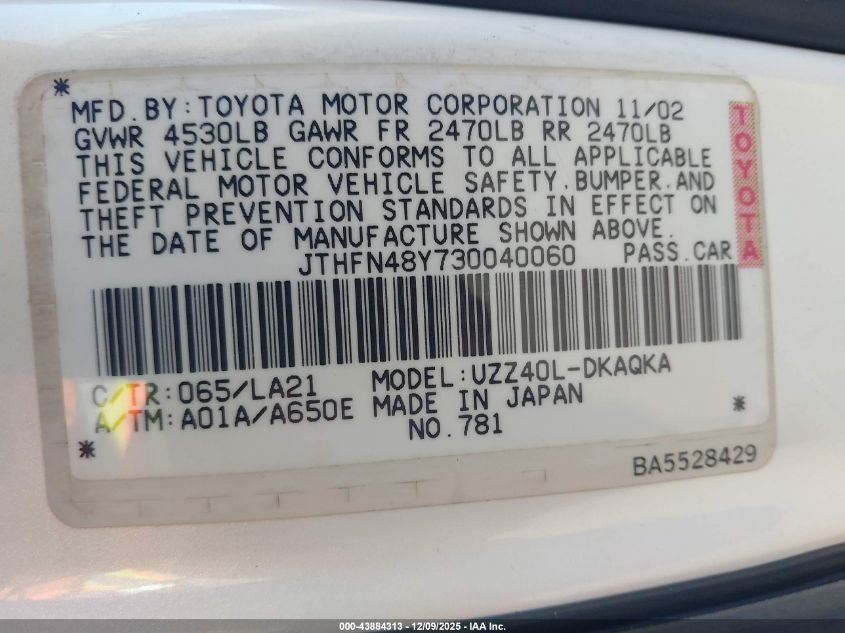 MFD.BY:TOYOTA MOTOR CORPORATION 11/02
GVWR 4530LB GAWR FR 2470LB RR 2470LB
THIS VEHICLE CONFORMS TO ALL APPLICABLE
FEDERAL MOTOR VEHICLE SAFETY.BUMPER.AND
THEFT PREVENTION STANDARDS IN EFFECT ON
THE DATE OF MANUFACTURE SHOWN ABOVE.
JTHFN48Y730040060 PASS.CAR
TOYOTA
C/TR:065/LA21 MODEL:UZZ40L-DKAQKA
A/TM:A01A/A650E MADE IN JAPAN
NO.781
BA5528429
000-43884313 - 12/09/2025 - IAA Inc.